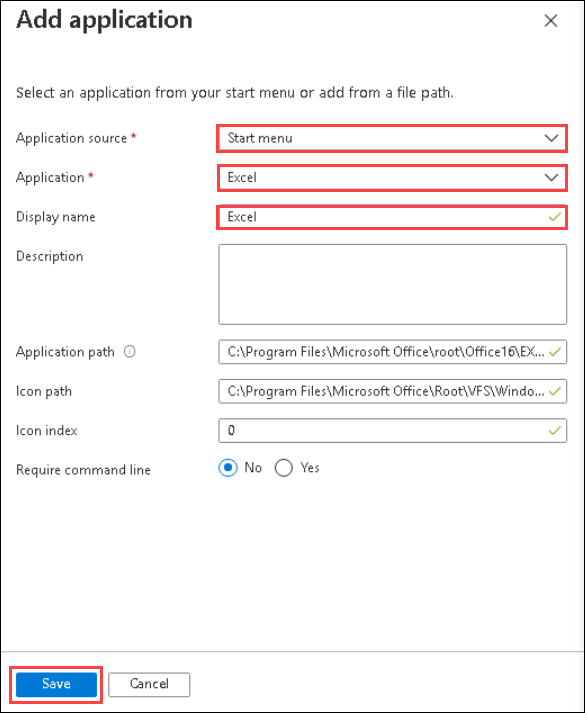 Add application
Select an application from your start menu or add from a file path.
Application source * Start menu
Application * Excel
Display name Excel
Description
Application path C:\Program Files\Microsoft Office\root\Office16\EX...
Icon path C:\Program Files\Microsoft Office\Root\VFS\Windo...
Icon index 0
Require command line No Yes
Save Cancel